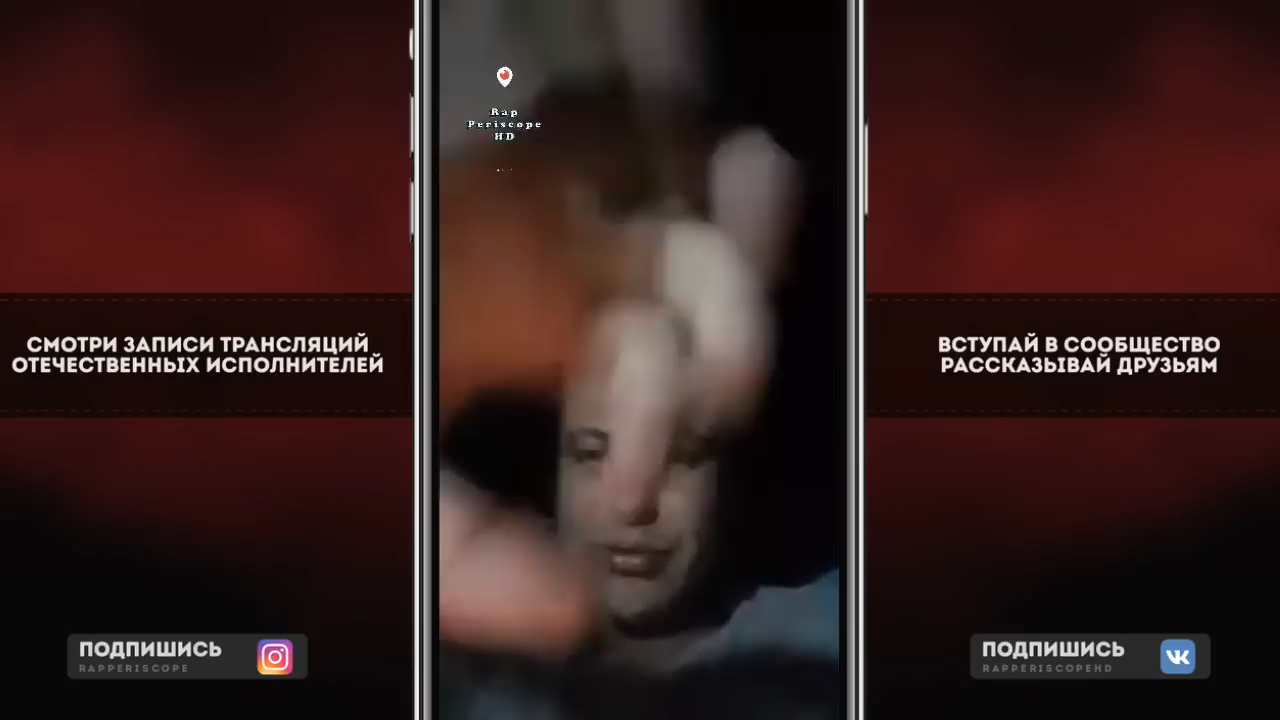 Rap
Periscope
HD
СМОТРИ ЗАПИСИ ТРАНСЛЯЦИЙ
ОТЕЧЕСТВЕННЫХ ИСПОЛНИТЕЛЕЙ
ВСТУПАЙ В СООБЩЕСТВО
РАССКАЗЫВАЙ ДРУЗЬЯМ
ПОДПИШИСЬ
RAPPERISCOPE
ПОДПИШИСЬ
RAPPERISCOPEHD